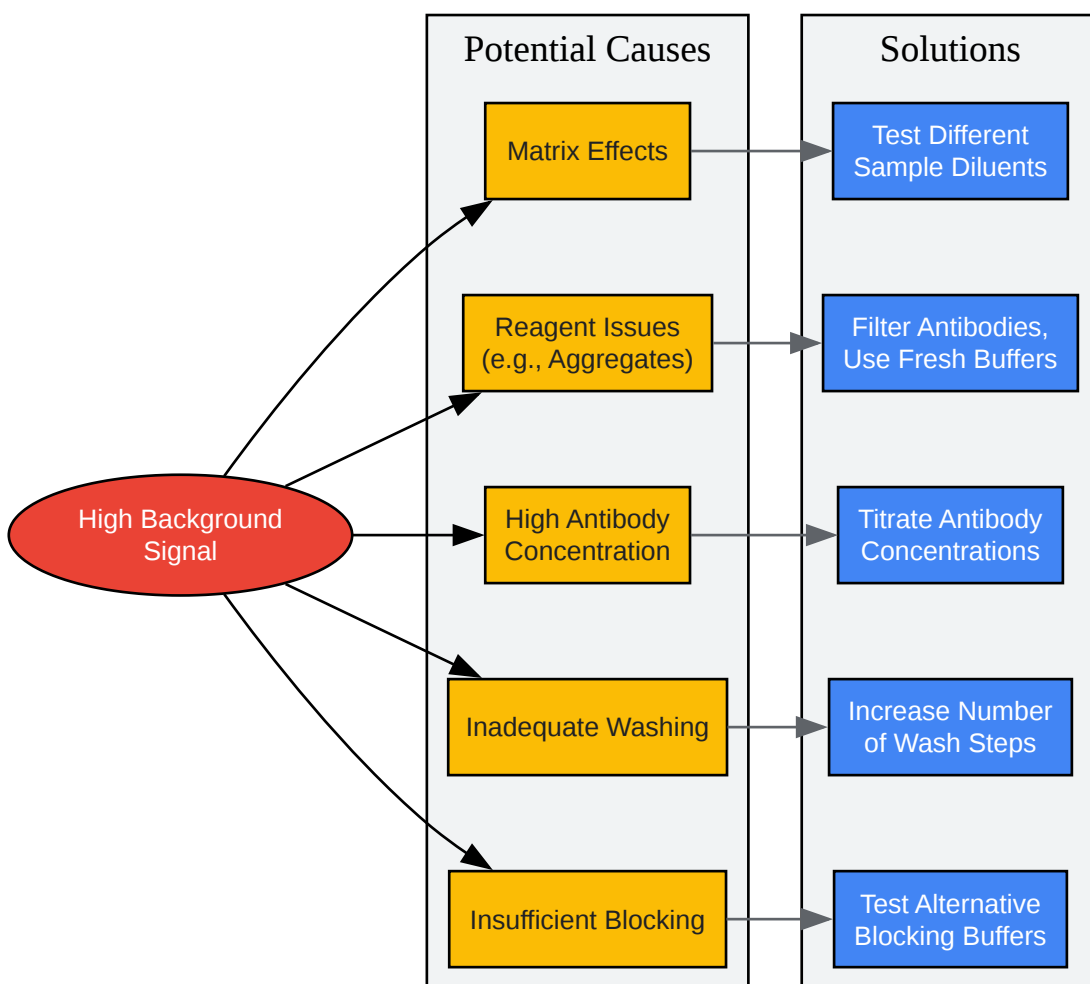 Potential Causes
Solutions
Matrix Effects
Test Different
Sample Diluents
Reagent Issues
(e.g., Aggregates)
Filter Antibodies,
Use Fresh Buffers
High Background
Signal
High Antibody
Concentration
Titrate Antibody
Concentrations
Inadequate Washing
Increase Number
of Wash Steps
Insufficient Blocking
Test Alternative
Blocking Buffers